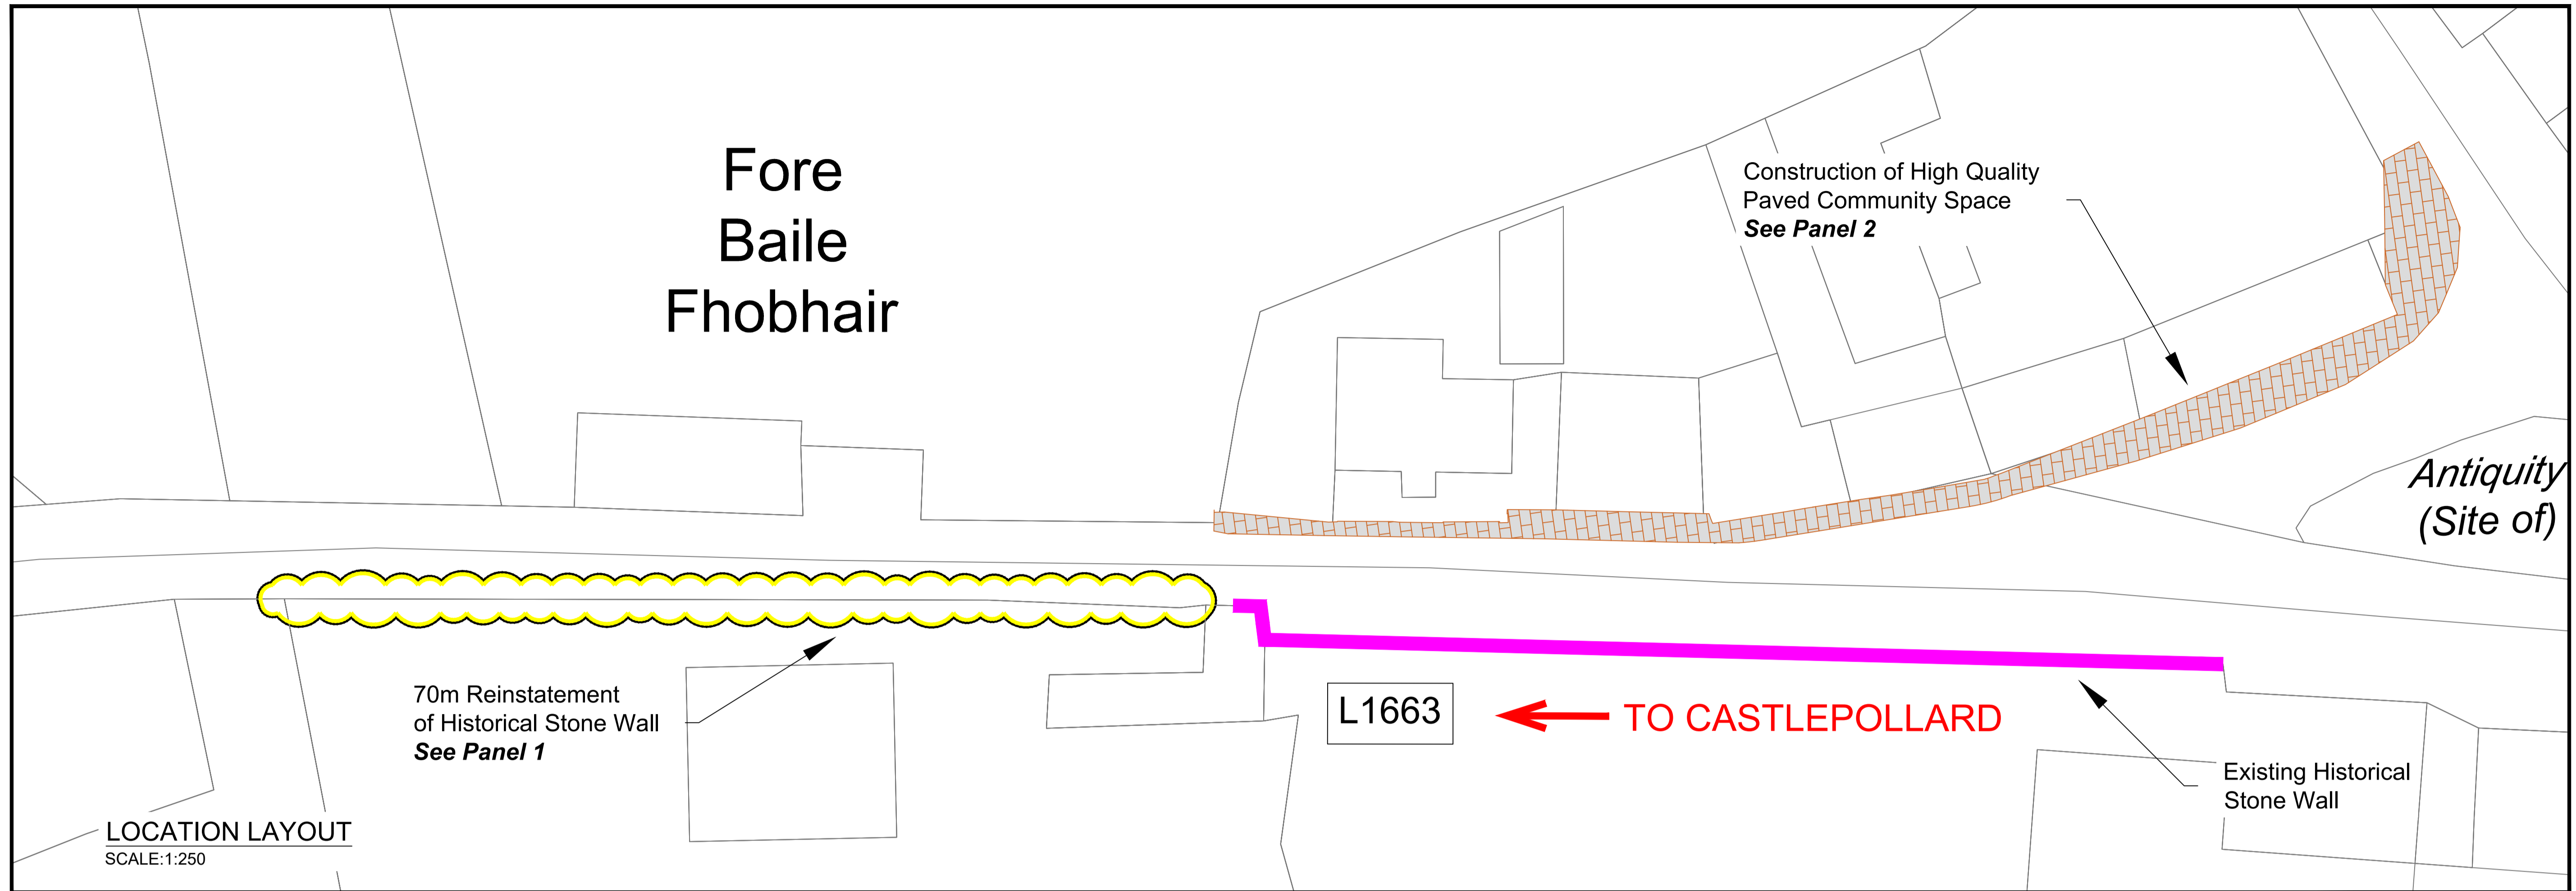 Fore
Baile
Fhobhair
Construction of High Quality
Paved Community Space
See Panel 2
Antiquity
(Site of)
70m Reinstatement
of Historical Stone Wall
See Panel 1
L1663
TO CASTLEPOLLARD
Existing Historical
Stone Wall
LOCATION LAYOUT
SCALE:1:250